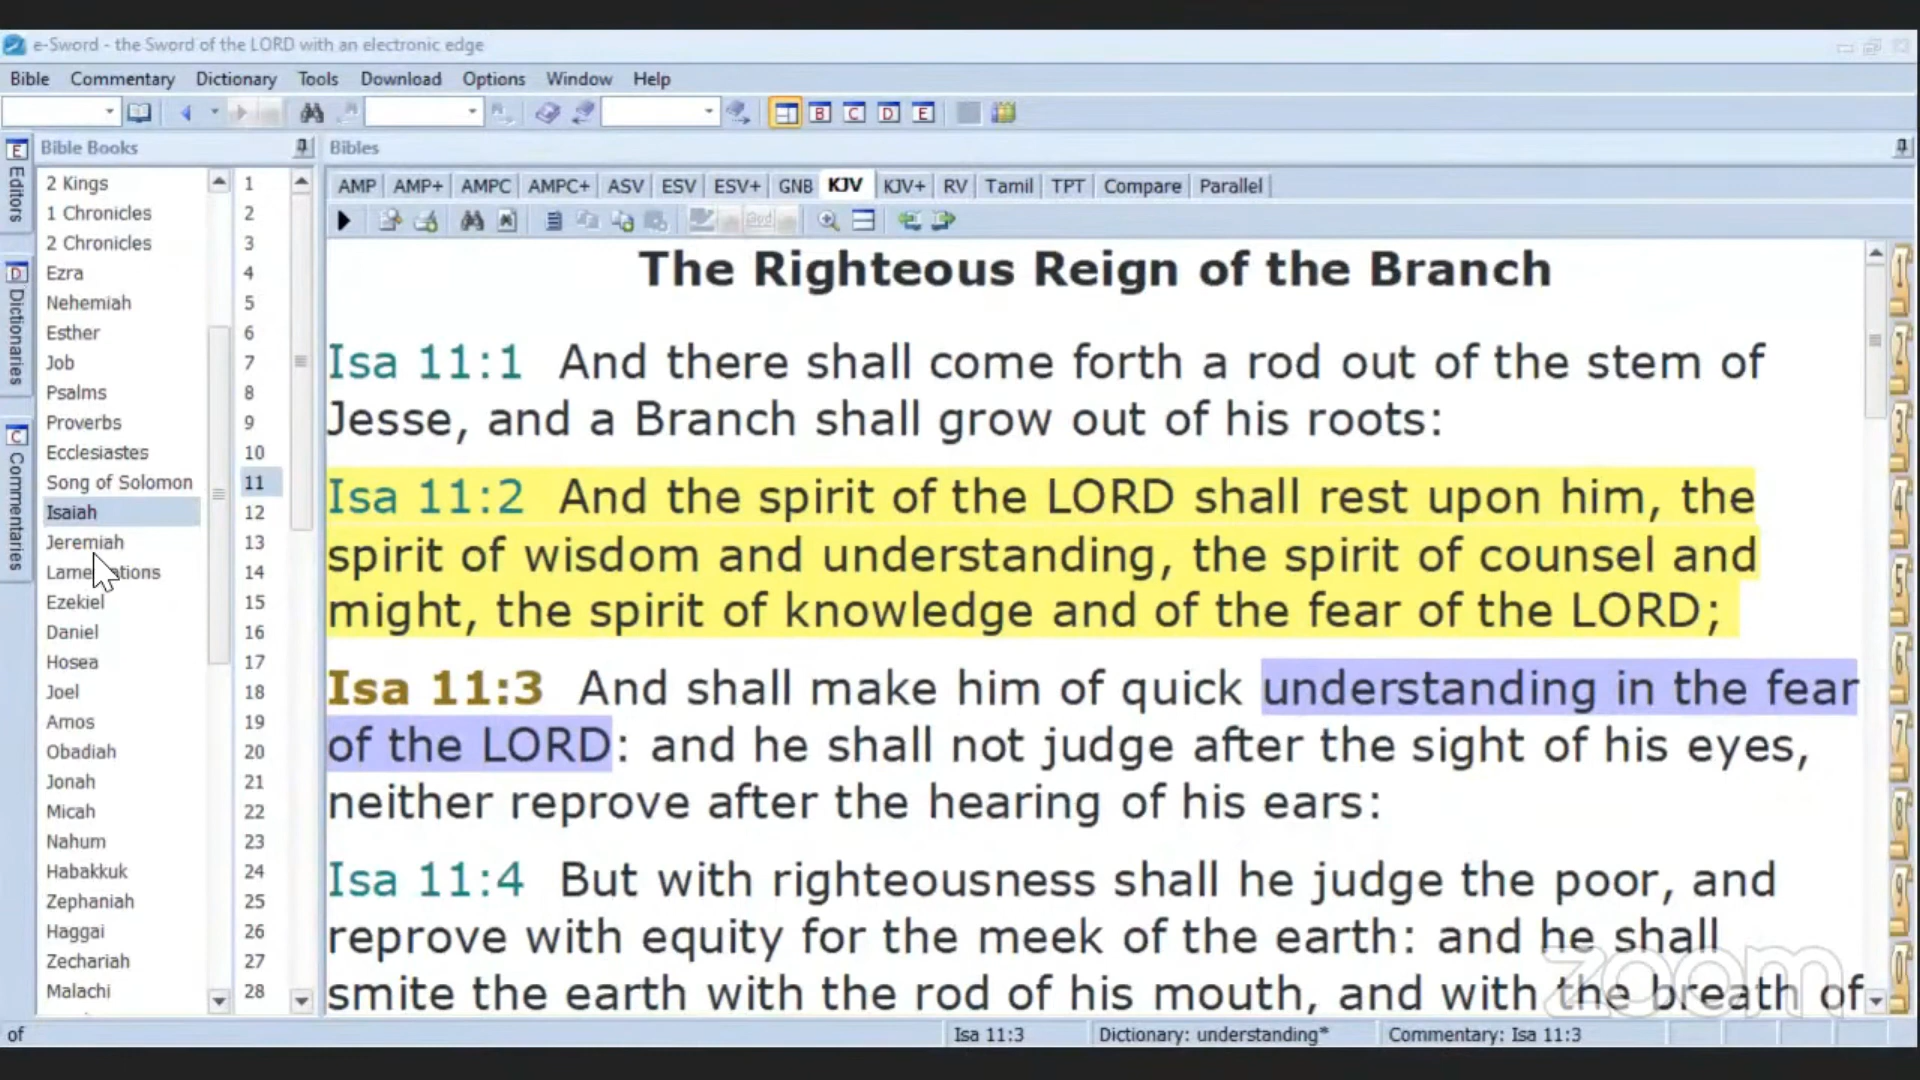 e-Sword - the Sword of the LORD with an electronic edge
Bible Commentary Dictionary Tools Download Options Window Help
B C D E
E Editors
D Dictionaries
C Commentaries
Bible Books
2 Kings
1 Chronicles
2 Chronicles
Ezra
Nehemiah
Esther
Job
Psalms
Proverbs
Ecclesiastes
Song of Solomon
Isaiah
Jeremiah
Ezekiel
Daniel
Hosea
Joel
Amos
Obadiah
Jonah
Micah
Nahum
Habakkuk
Zephaniah
Haggai
Zechariah
Malachi
1
2
3
4
5
6
7
8
9
10
11
12
13
14
15
16
17
18
19
20
21
22
23
24
25
26
27
28
Bibles
AMP AMP+ AMPC AMPC+ ASV ESV ESV+ GNB KJV KJV+ RV Tamil TPT Compare Parallel
The Righteous Reign of the Branch
Isa 11:1 And there shall come forth a rod out of the stem of
Jesse, and a Branch shall grow out of his roots:
Isa 11:2 And the spirit of the LORD shall rest upon him, the
spirit of wisdom and understanding, the spirit of counsel and
might, the spirit of knowledge and of the fear of the LORD;
Isa 11:3 And shall make him of quick understanding in the fear
of the LORD: and he shall not judge after the sight of his eyes,
neither reprove after the hearing of his ears:
Isa 11:4 But with righteousness shall he judge the poor, and
reprove with equity for the meek of the earth: and he shall
smite the earth with the rod of his mouth, and with the breath of
zoom
1
2
3
4
5
6
7
8
9
0
of Isa 11:3 Dictionary: understanding* Commentary: Isa 11:3